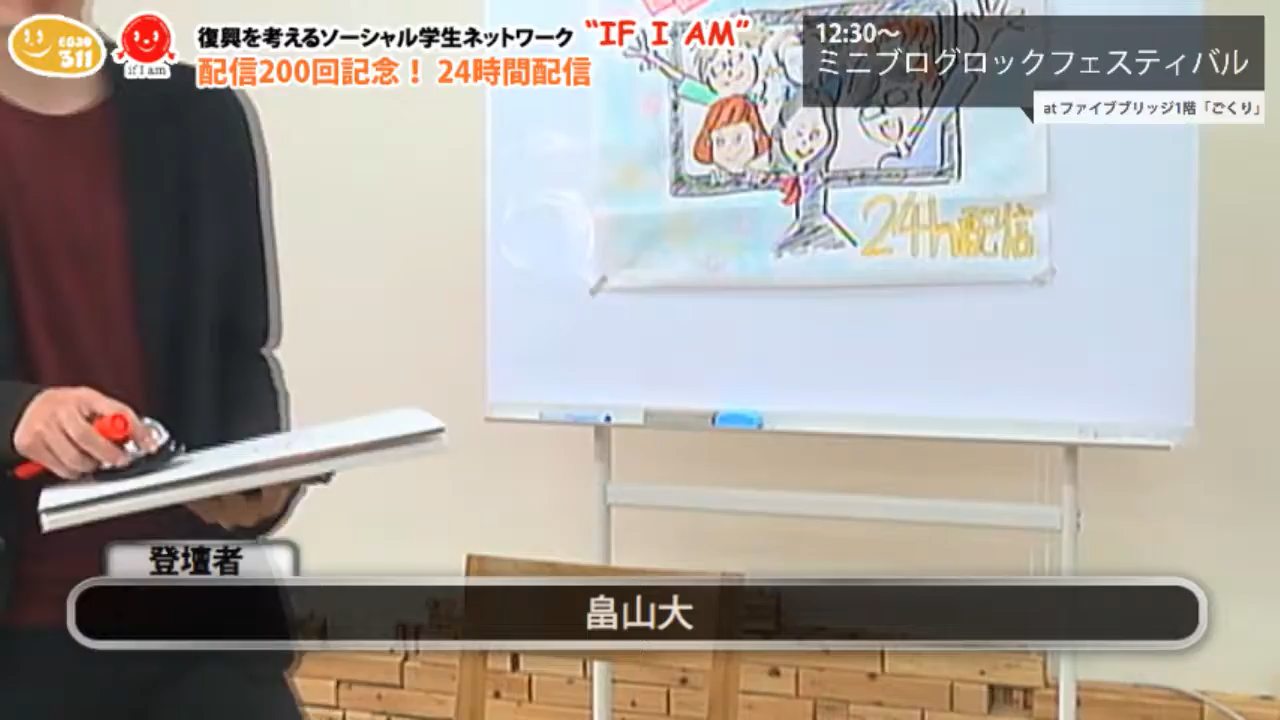 復興を考えるソーシャル学生ネットワーク "IF I AM"
配信200回記念！ 24時間配信
if I am
311
12:30〜
ミニブログロックフェスティバル
at ファイブブリッジ1階「ごくり」
24h配信
登壇者
畠山大